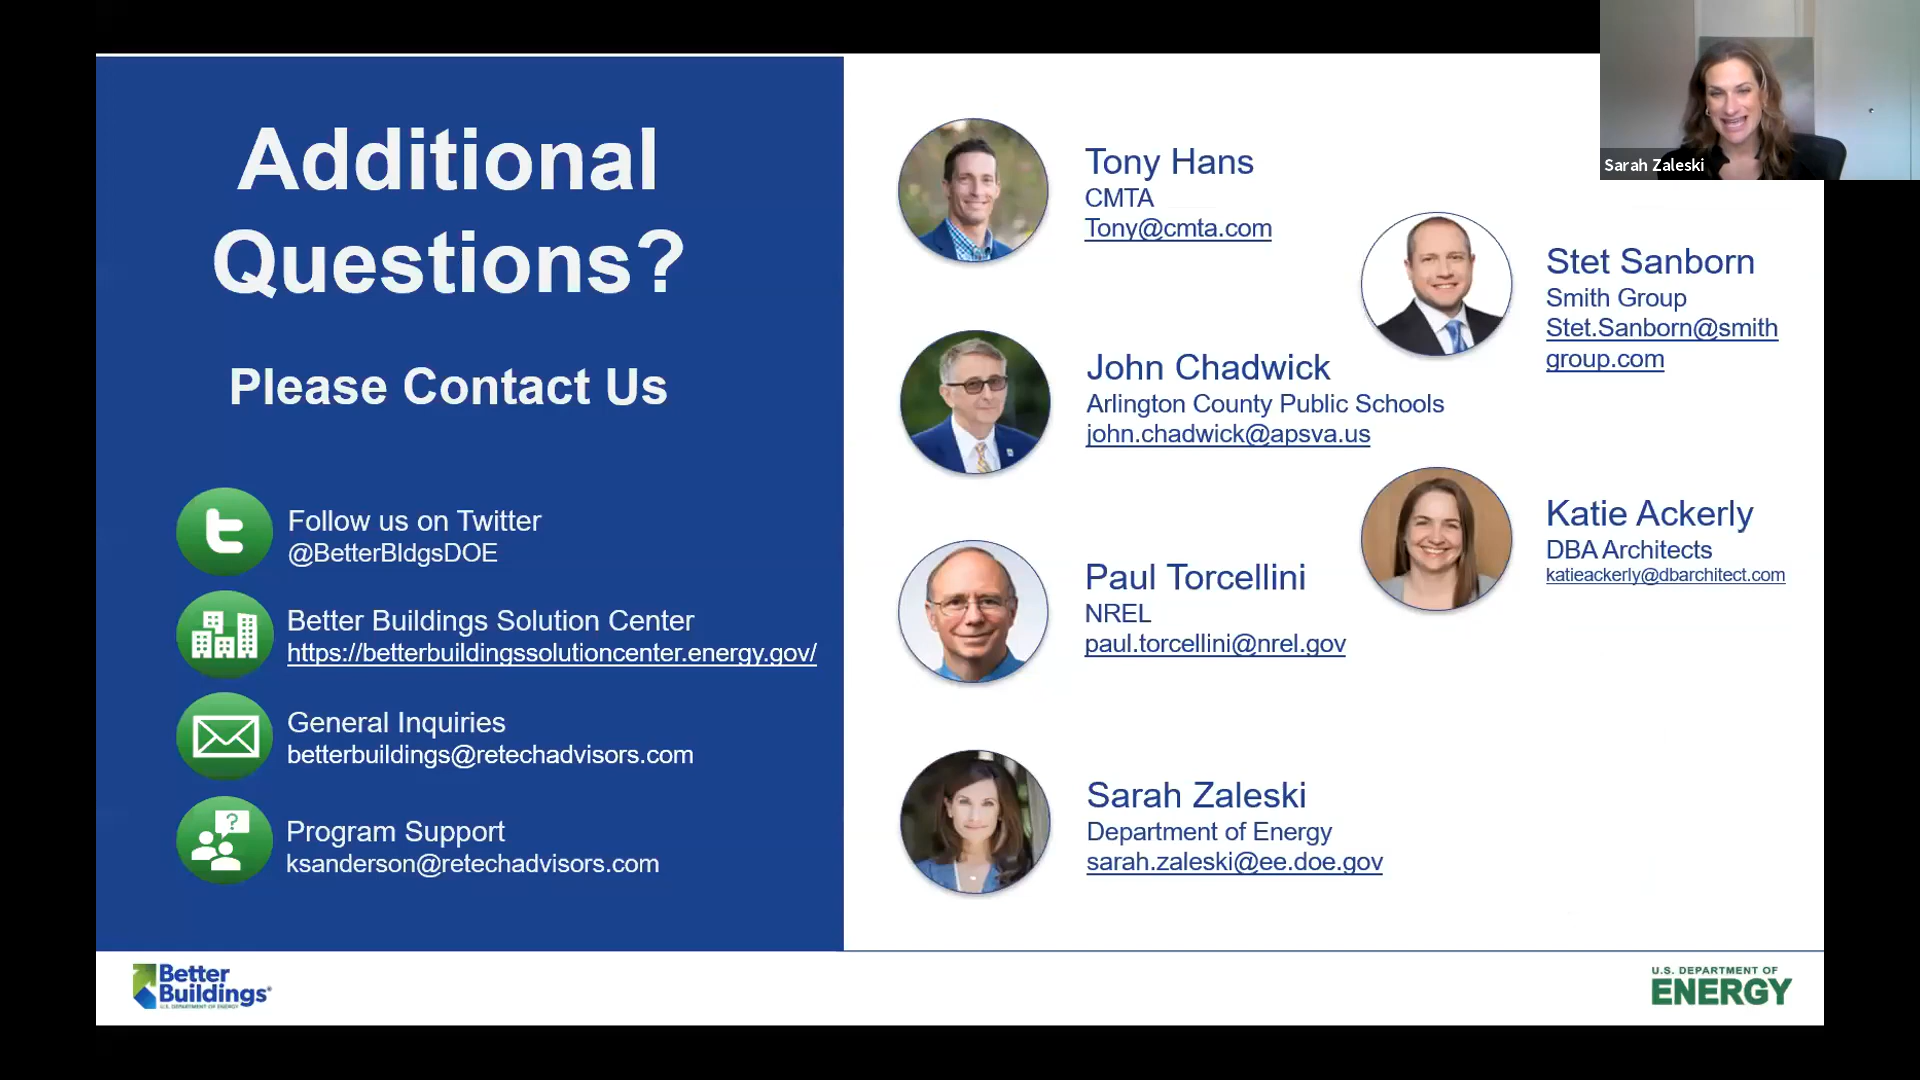 Additional
Questions?
Please Contact Us
Follow us on Twitter
@BetterBldgsDOE
Better Buildings Solution Center
https://betterbuildingssolutioncenter.energy.gov/
General Inquiries
betterbuildings@retechadvisors.com
?
Program Support
ksanderson@retechadvisors.com
Tony Hans
CMTA
Tony@cmta.com
John Chadwick
Arlington County Public Schools
john.chadwick@apsva.us
Paul Torcellini
NREL
paul.torcellini@nrel.gov
Sarah Zaleski
Department of Energy
sarah.zaleski@ee.doe.gov
Stet Sanborn
Smith Group
Stet.Sanborn@smith
group.com
Katie Ackerly
DBA Architects
katieackerly@dbarchitect.com
Sarah Zaleski
Better
Buildings®
U.S. DEPARTMENT OF ENERGY
U.S. DEPARTMENT OF
ENERGY